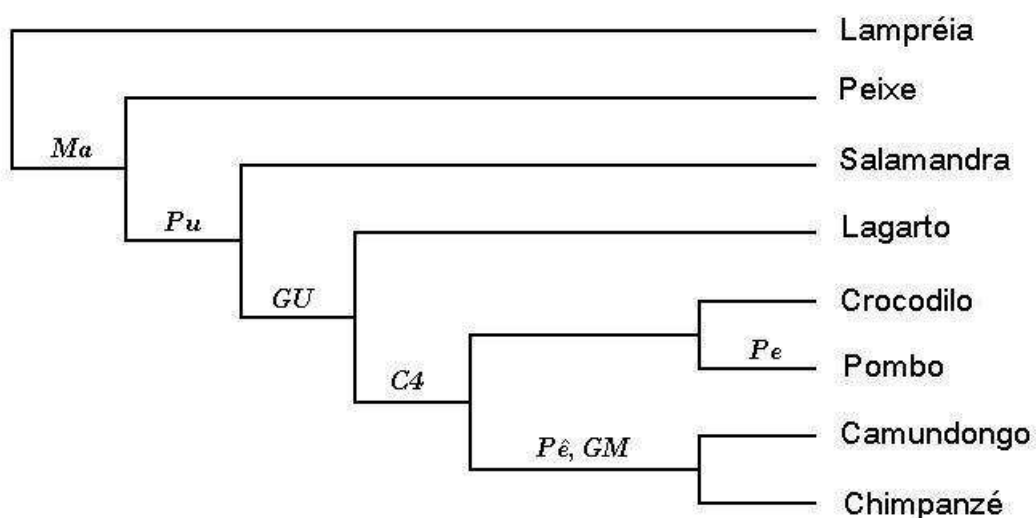 Lampréia
Peixe
Ma
Salamandra
Pu
Lagarto
GU
Crocodilo
Pe
Pombo
C4
Camundongo
Pê, GM
Chimpanzé